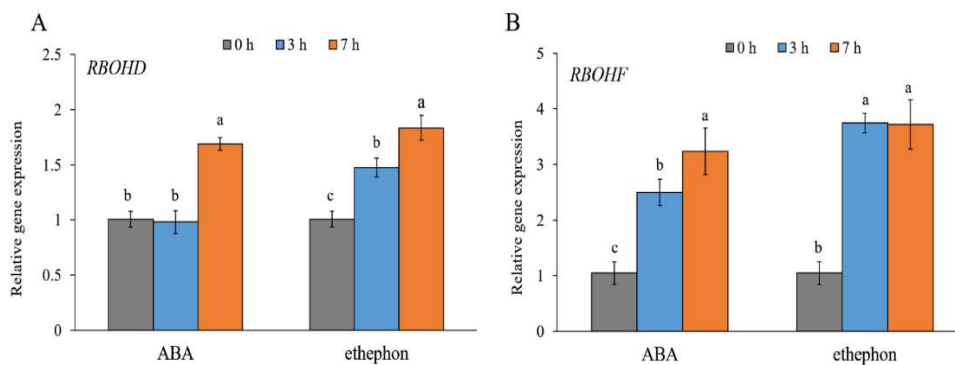 A
0 h 3 h 7 h
RBOHD
Relative gene expression
2.5
2
1.5
1
0.5
0
b
b
a
c
b
a
ABA
ethephon
B
0 h 3 h 7 h
RBOHF
Relative gene expression
5
4
3
2
1
0
c
b
a
b
a
a
ABA
ethephon